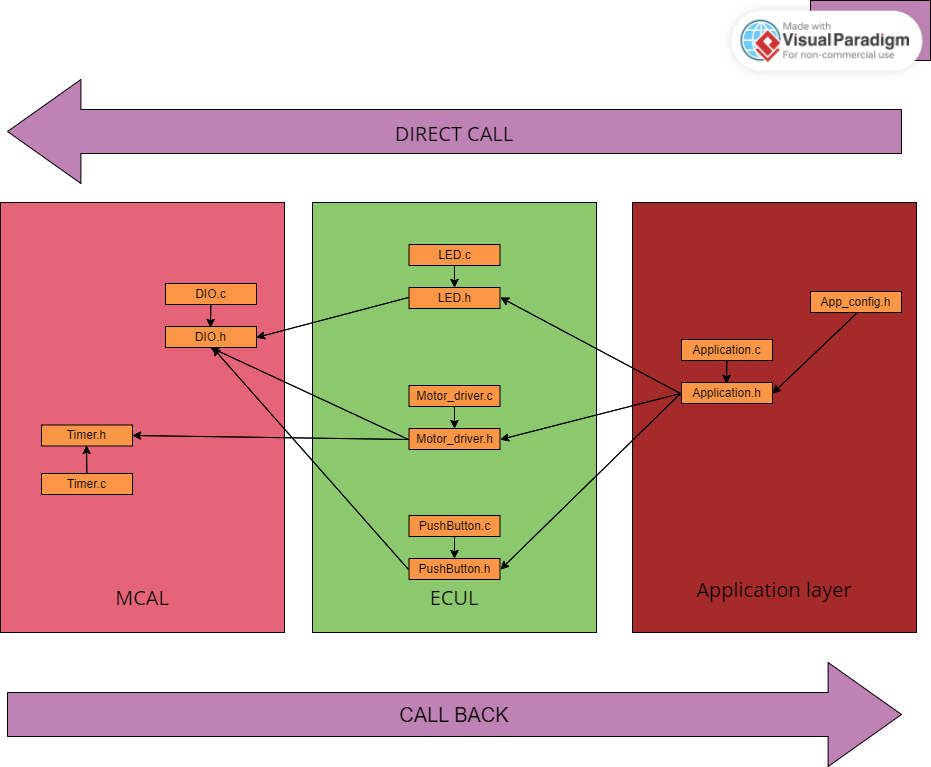 Made with
Visual Paradigm
For non-commercial use
DIRECT CALL
DIO.c
DIO.h
Timer.h
Timer.c
MCAL
LED.c
LED.h
Motor_driver.c
Motor_driver.h
PushButton.c
PushButton.h
ECUL
App_config.h
Application.c
Application.h
Application layer
CALL BACK